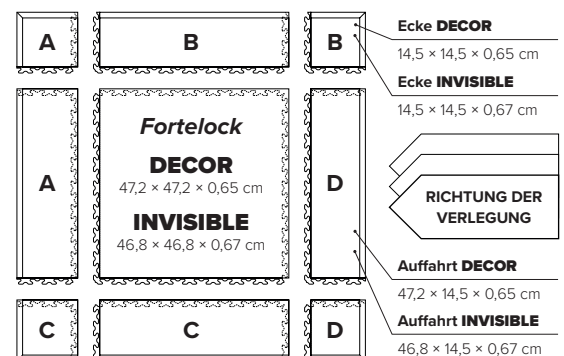 A
B
B
Ecke DECOR
14,5 × 14,5 × 0,65 cm
Ecke INVISIBLE
14,5 × 14,5 × 0,67 cm
A
Fortelock
DECOR
47,2 × 47,2 × 0,65 cm
INVISIBLE
46,8 × 46,8 × 0,67 cm
D
RICHTUNG DER
VERLEGUNG
Auffahrt DECOR
47,2 × 14,5 × 0,65 cm
Auffahrt INVISIBLE
46,8 × 14,5 × 0,67 cm
C
C
D